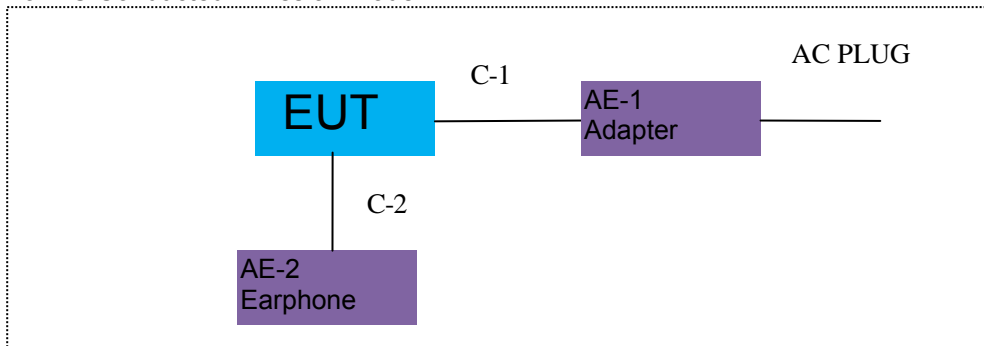 AC PLUG
C-1
EUT
AE-1
Adapter
C-2
AE-2
Earphone